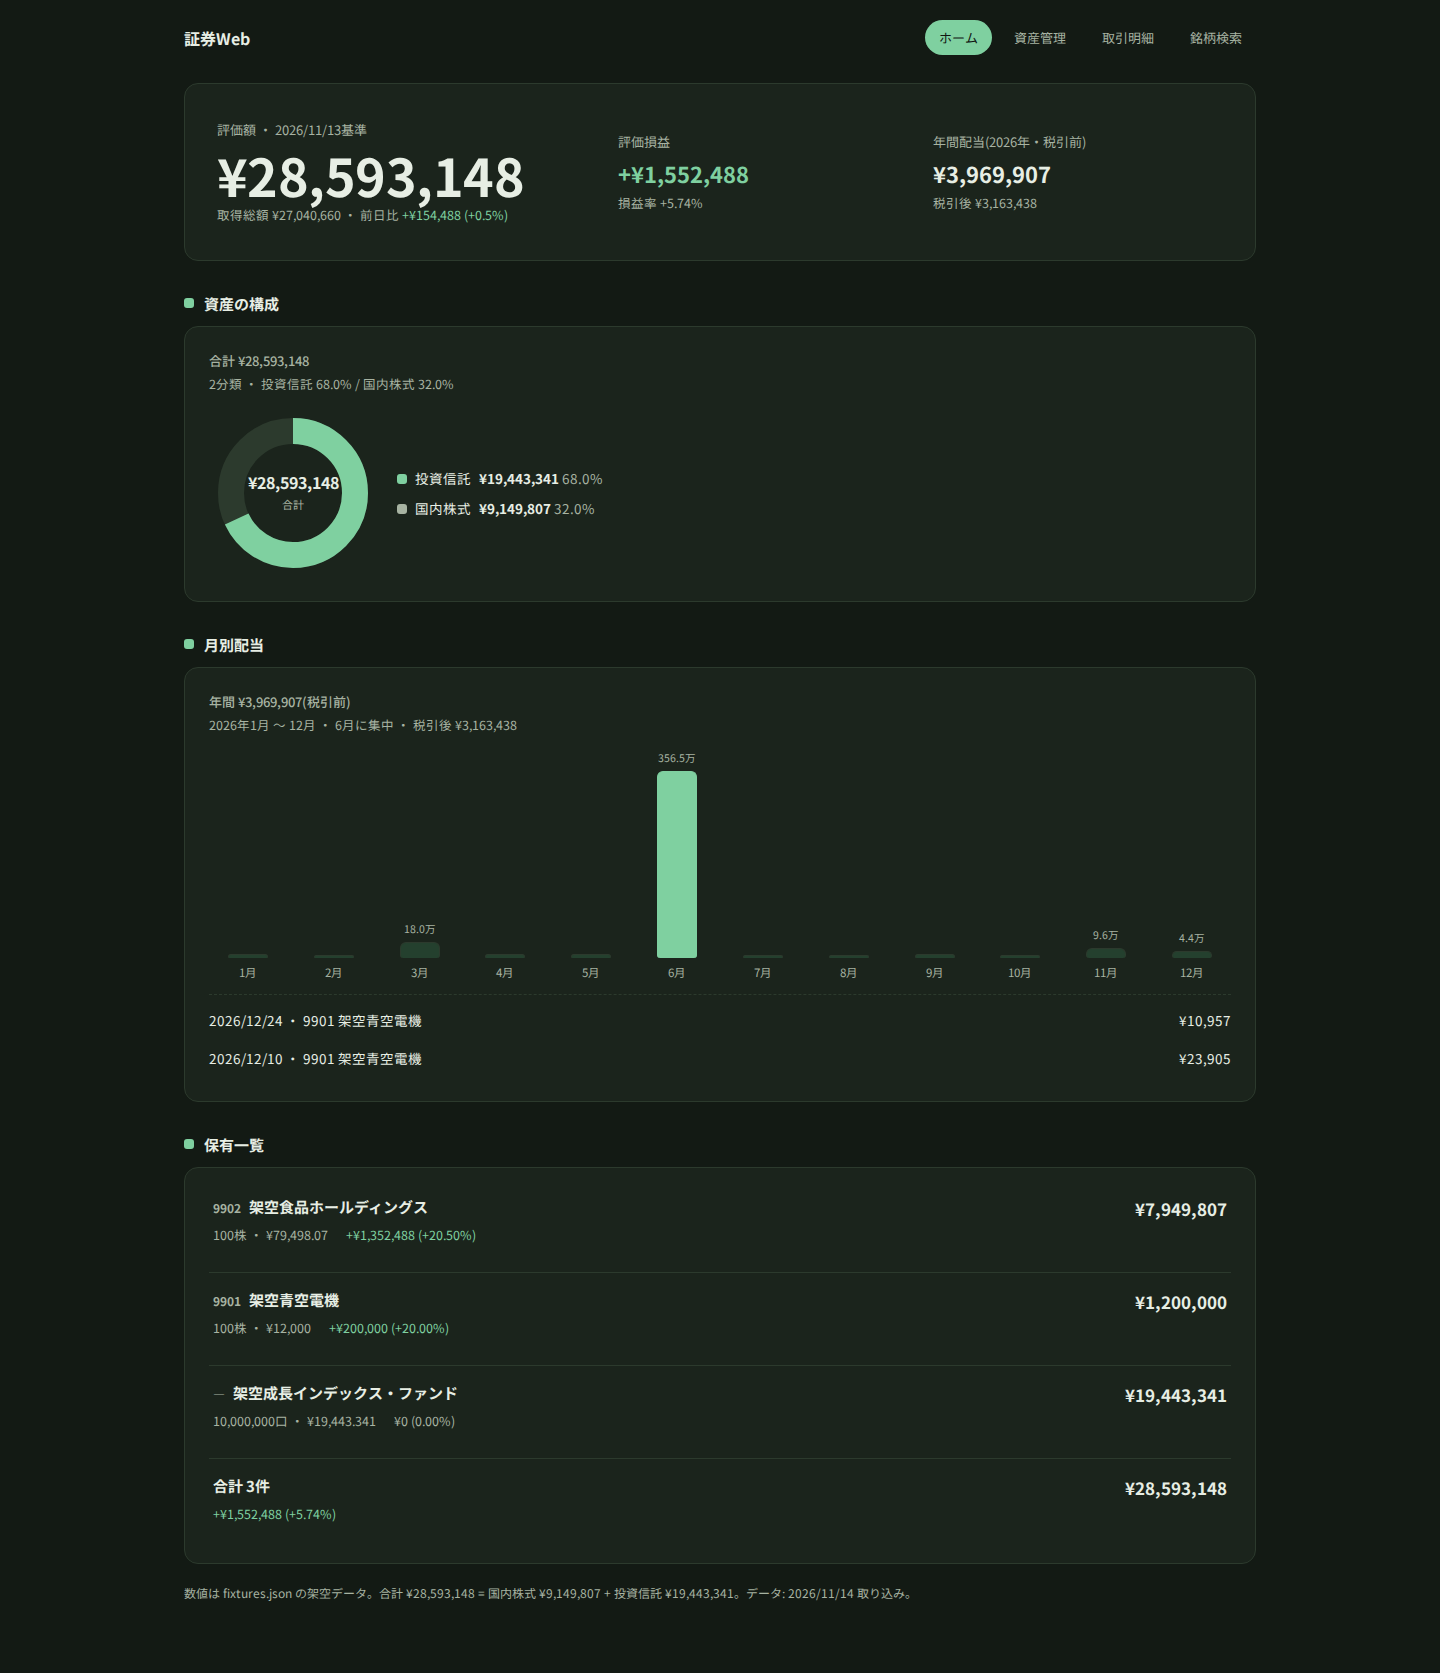 証券Web
ホーム 資産管理 取引明細 銘柄検索
評価額 ・ 2026/11/13基準
¥28,593,148
取得総額 ¥27,040,660 ・ 前日比 +¥154,488 (+0.5%)
評価損益
+¥1,552,488
損益率 +5.74%
年間配当(2026年・税引前)
¥3,969,907
税引後 ¥3,163,438
資産の構成
合計 ¥28,593,148
2分類 ・ 投資信託 68.0% / 国内株式 32.0%
¥28,593,148
合計
投資信託 ¥19,443,341 68.0%
国内株式 ¥9,149,807 32.0%
月別配当
年間 ¥3,969,907(税引前)
2026年1月 〜 12月 ・ 6月に集中 ・ 税引後 ¥3,163,438
18.0万 356.5万 9.6万 4.4万
1月 2月 3月 4月 5月 6月 7月 8月 9月 10月 11月 12月
2026/12/24 ・ 9901 架空青空電機 ¥10,957
2026/12/10 ・ 9901 架空青空電機 ¥23,905
保有一覧
9902 架空食品ホールディングス ¥7,949,807
100株 ・ ¥79,498.07 +¥1,352,488 (+20.50%)
9901 架空青空電機 ¥1,200,000
100株 ・ ¥12,000 +¥200,000 (+20.00%)
— 架空成長インデックス・ファンド ¥19,443,341
10,000,000口 ・ ¥19,443.341 ¥0 (0.00%)
合計 3件 ¥28,593,148
+¥1,552,488 (+5.74%)
数値は fixtures.json の架空データ。合計 ¥28,593,148 = 国内株式 ¥9,149,807 + 投資信託 ¥19,443,341。データ: 2026/11/14 取り込み。